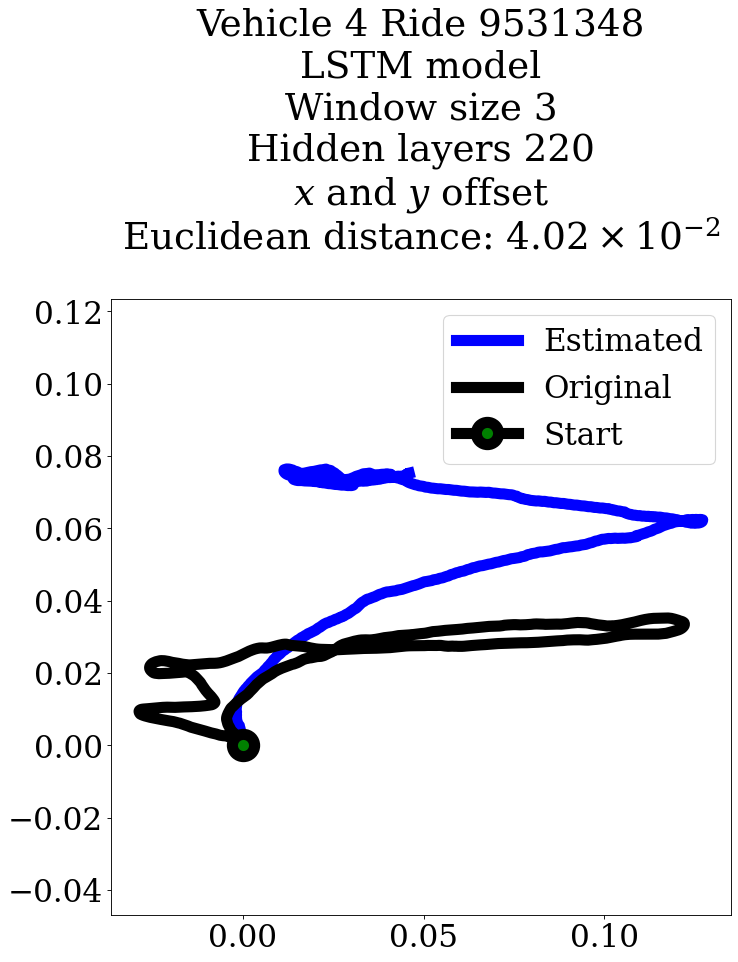 Vehicle 4 Ride 9531348
LSTM model
Window size 3
Hidden layers 220
x and y offset
Euclidean distance: 4.02 × 10⁻²
Estimated
Original
Start
0.12
0.10
0.08
0.06
0.04
0.02
0.00
−0.02
−0.04
0.00 0.05 0.10